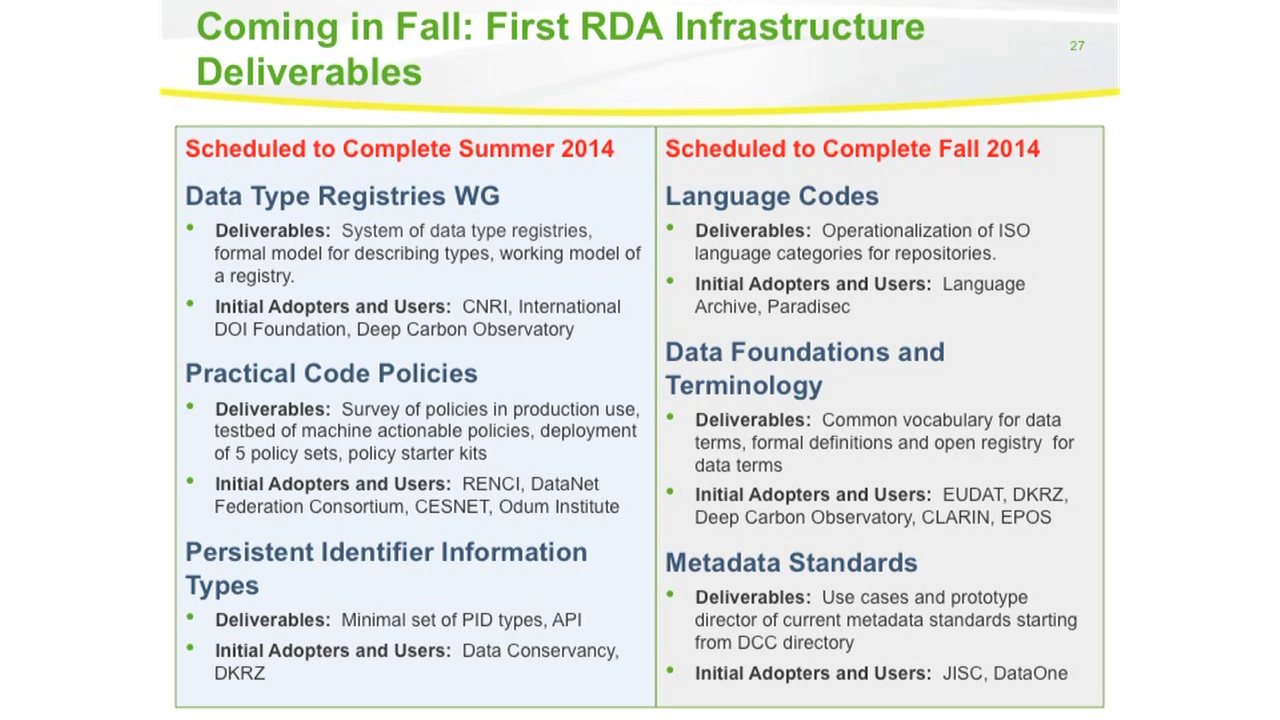 Coming in Fall: First RDA Infrastructure
Deliverables
27
Scheduled to Complete Summer 2014
Data Type Registries WG
• Deliverables: System of data type registries,
formal model for describing types, working model of
a registry.
• Initial Adopters and Users: CNRI, International
DOI Foundation, Deep Carbon Observatory
Practical Code Policies
• Deliverables: Survey of policies in production use,
testbed of machine actionable policies, deployment
of 5 policy sets, policy starter kits
• Initial Adopters and Users: RENCI, DataNet
Federation Consortium, CESNET, Odum Institute
Persistent Identifier Information
Types
• Deliverables: Minimal set of PID types, API
• Initial Adopters and Users: Data Conservancy,
DKRZ
Scheduled to Complete Fall 2014
Language Codes
• Deliverables: Operationalization of ISO
language categories for repositories.
• Initial Adopters and Users: Language
Archive, Paradisec
Data Foundations and
Terminology
• Deliverables: Common vocabulary for data
terms, formal definitions and open registry for
data terms
• Initial Adopters and Users: EUDAT, DKRZ,
Deep Carbon Observatory, CLARIN, EPOS
Metadata Standards
• Deliverables: Use cases and prototype
director of current metadata standards starting
from DCC directory
• Initial Adopters and Users: JISC, DataOne